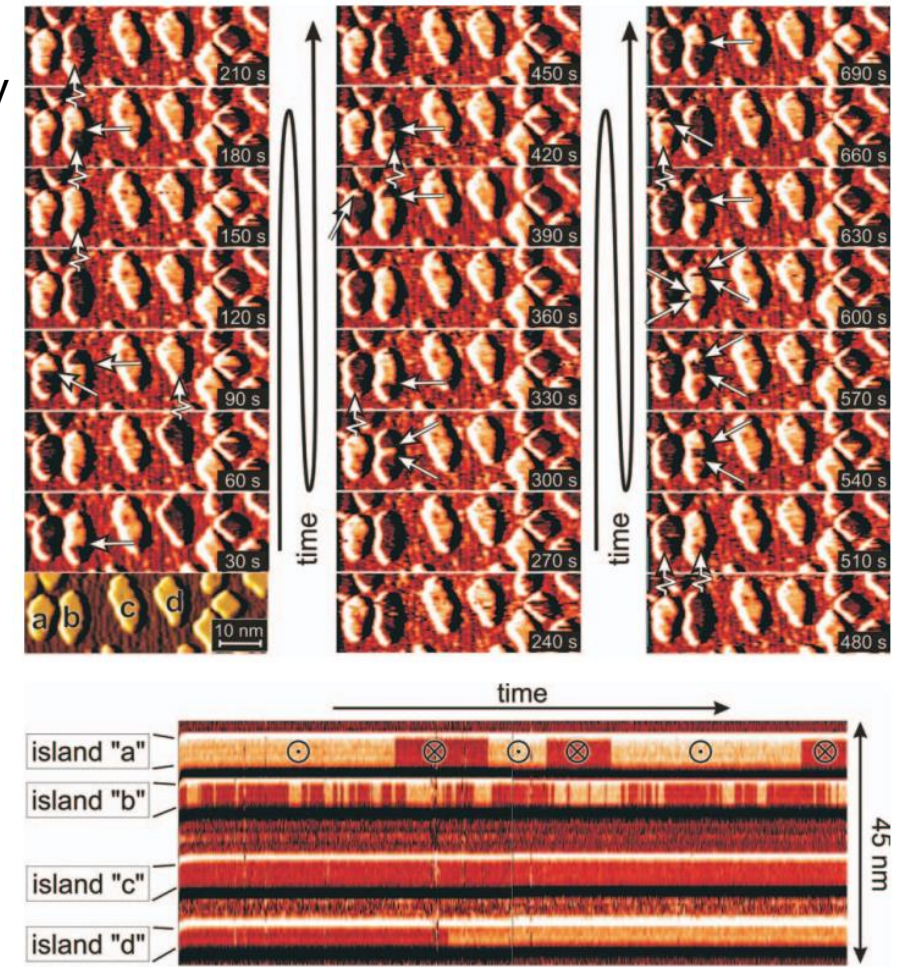 y
210 s
180 s
150 s
120 s
90 s
60 s
30 s
a b c d
10 nm
time
450 s
420 s
390 s
360 s
330 s
300 s
270 s
240 s
time
690 s
660 s
630 s
600 s
570 s
540 s
510 s
480 s
time
island "a"
island "b"
island "c"
island "d"
45 nm